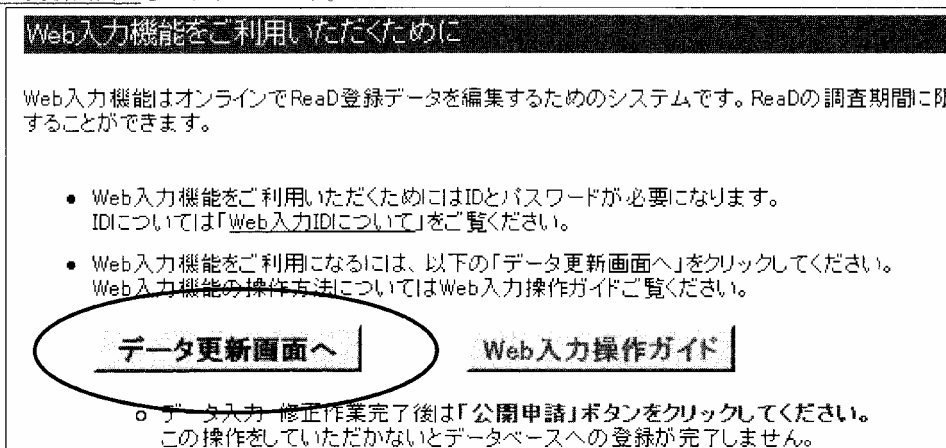 Web入力機能をご利用いただくために
Web入力機能はオンラインでReaD登録データを編集するためのシステムです。ReaDの調査期間に
することができます。
● Web入力機能をご利用いただくためにはIDとパスワードが必要になります。
IDについては「Web入力IDについて」をご覧ください。
● Web入力機能をご利用になるには、以下の「データ更新画面へ」をクリックしてください。
Web入力機能の操作方法についてはWeb入力操作ガイドご覧ください。
データ更新画面へ Web入力操作ガイド
o データ入力・修正作業完了後は「公開申請」ボタンをクリックしてください。
この操作をしていただかないとデータベースへの登録が完了しません。